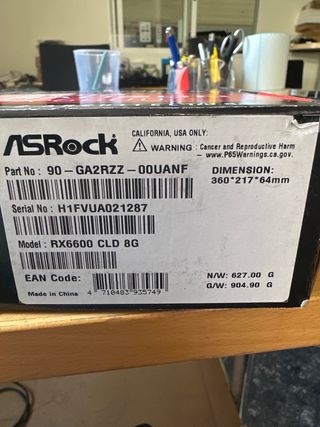 ASRock
CALIFORNIA, USA ONLY:
⚠ WARNING - Cancer and Reproductive Harm
- www.P65Warnings.ca.gov.
Part No : 90-GA2RZZ-00UANF
DIMENSION:
360*217*64mm
Serial No : H1FVUA021287
Model : RX6600 CLD 8G
EAN Code:
Made in China
4 710483 935749
N/W: 627.00 G
G/W: 904.90 G